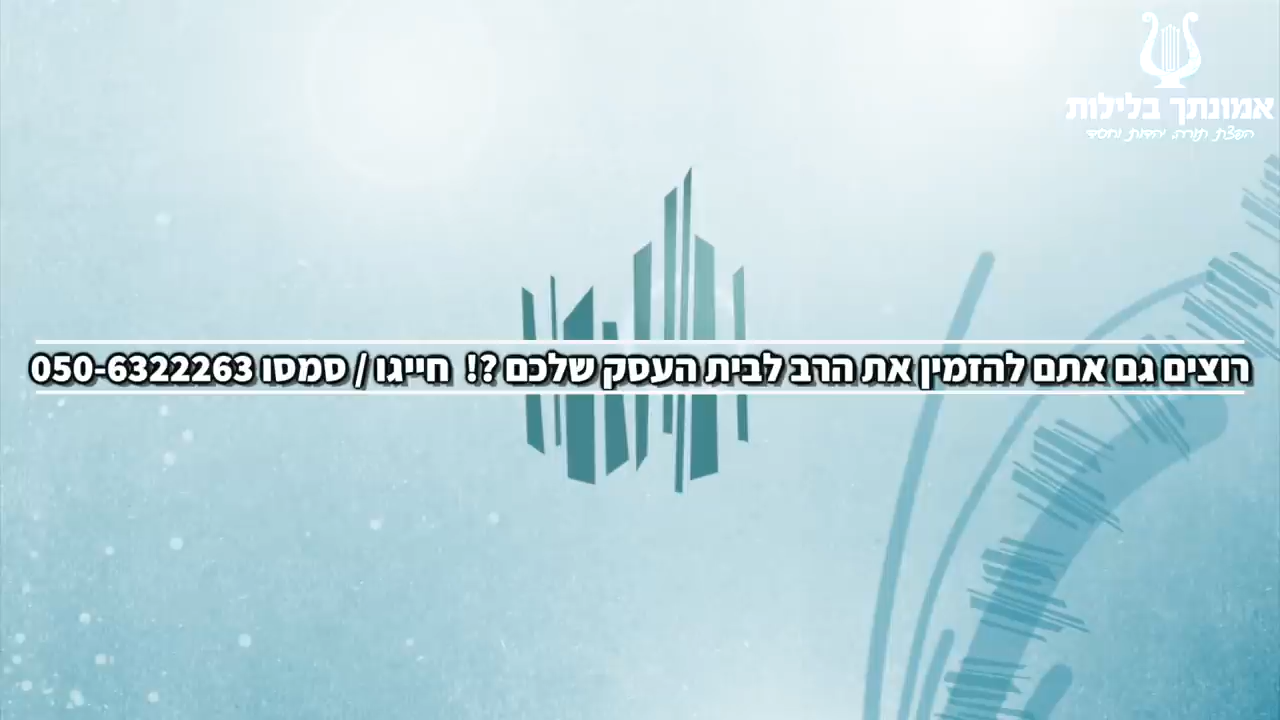 אמונתך בלילות
הפצת תורה, יהדות וחסד
רוצים גם אתם להזמין את הרב לבית העסק שלכם ?! חייגו / סמסו 050-6322263